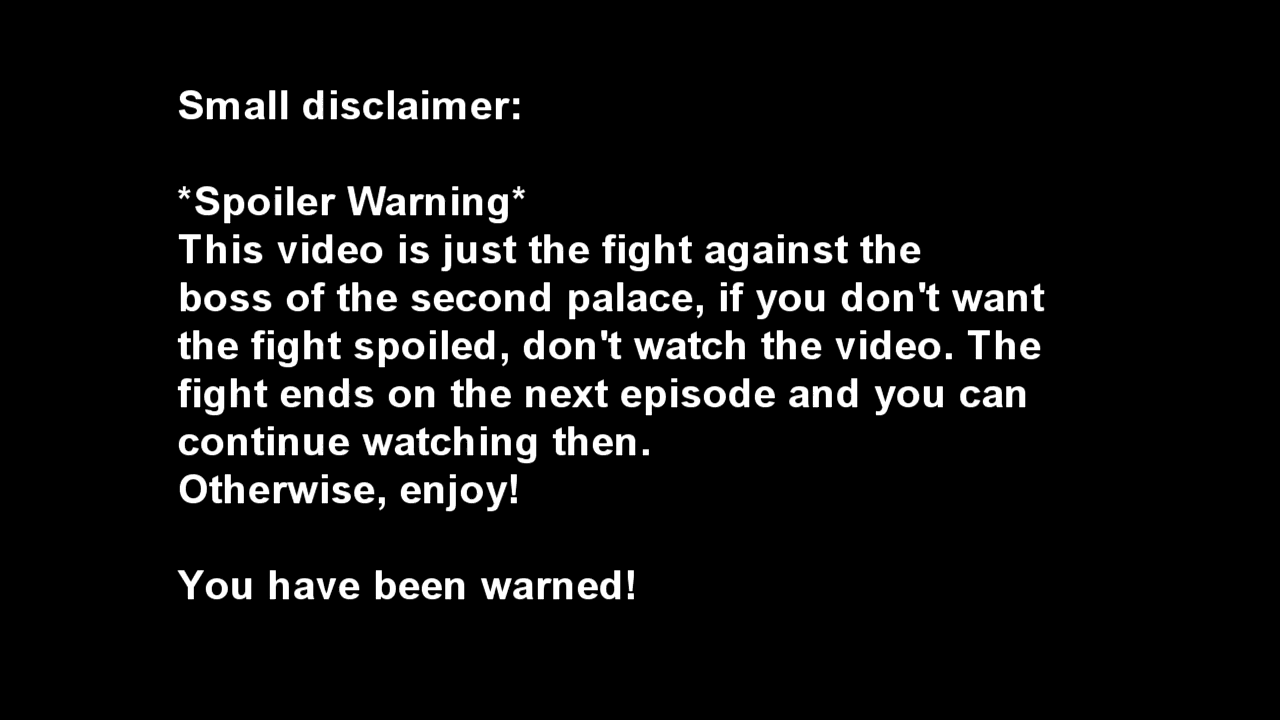 Small disclaimer:
*Spoiler Warning*
This video is just the fight against the
boss of the second palace, if you don't want
the fight spoiled, don't watch the video. The
fight ends on the next episode and you can
continue watching then.
Otherwise, enjoy!
You have been warned!